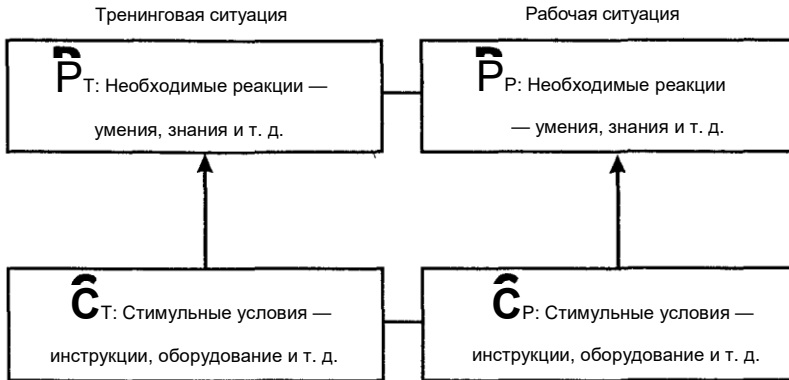 Тренинговая ситуация
Рабочая ситуация
РТ: Необходимые реакции —
умения, знания и т. д.
РР: Необходимые реакции
— умения, знания и т. д.
СТ: Стимульные условия —
инструкции, оборудование и т. д.
СР: Стимульные условия —
инструкции, оборудование и т. д.